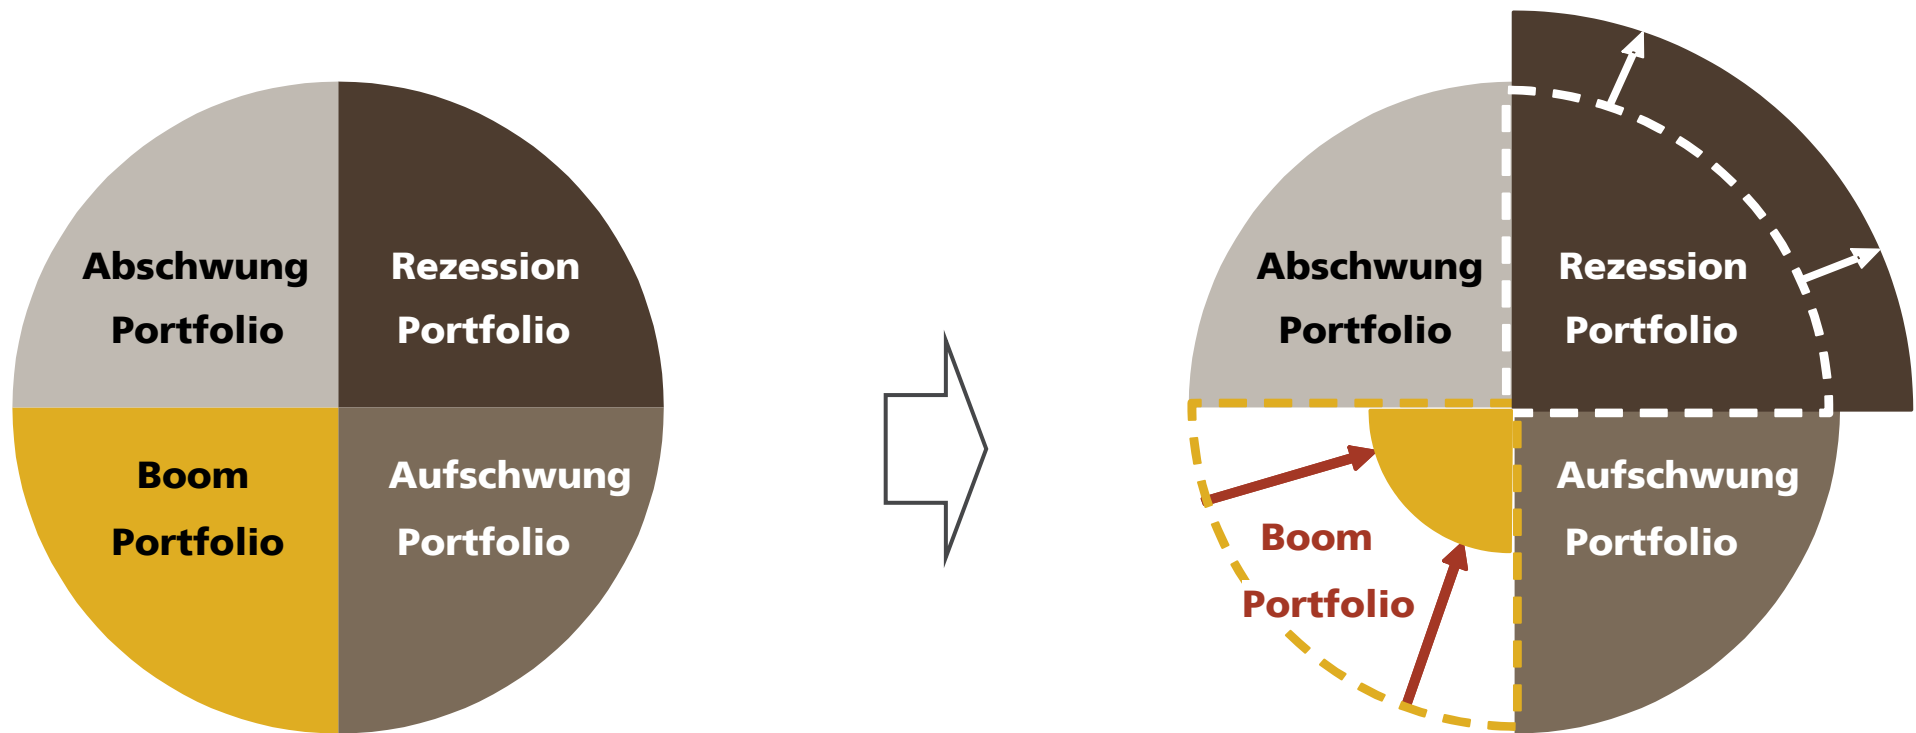 Abschwung
Portfolio
Rezession
Portfolio
Boom
Portfolio
Aufschwung
Portfolio
Abschwung
Portfolio
Rezession
Portfolio
Boom
Portfolio
Aufschwung
Portfolio